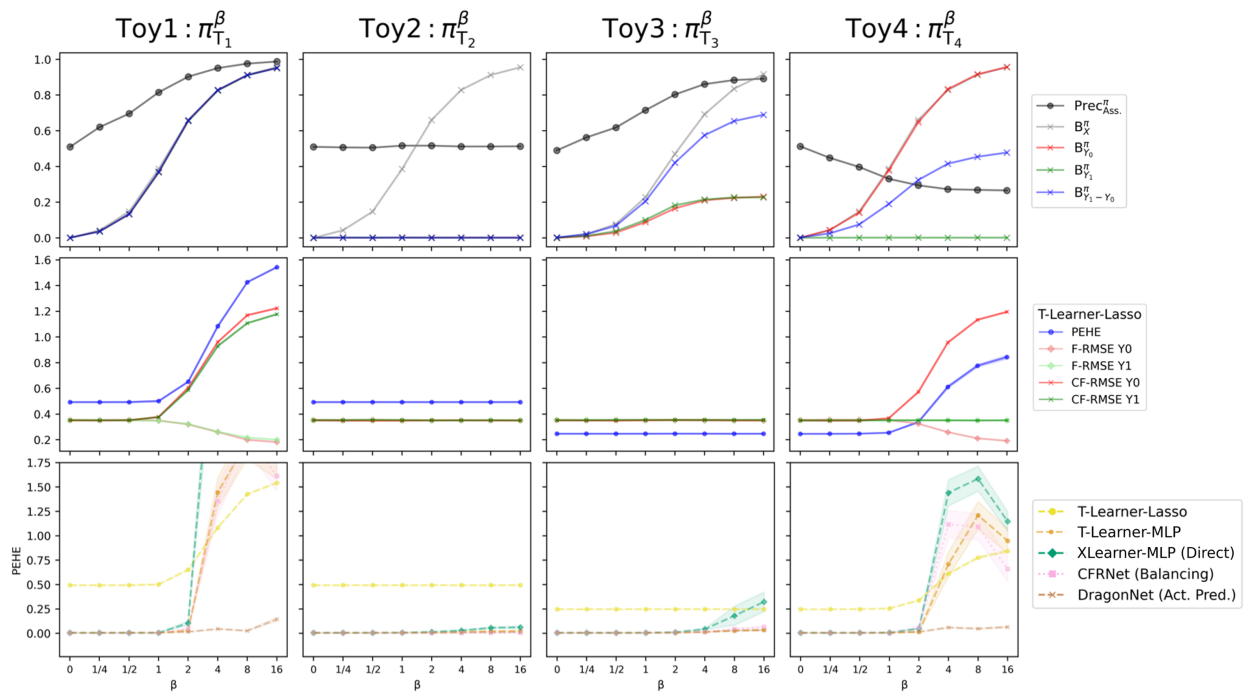 Toy1 : π^β_T₁
Toy2 : π^β_T₂
Toy3 : π^β_T₃
Toy4 : π^β_T₄
1.0
0.8
0.6
0.4
0.2
0.0
Prec^π_Ass.
B^π_X
B^π_Y₀
B^π_Y₁
B^π_Y₁−Y₀
1.6
1.4
1.2
1.0
0.8
0.6
0.4
0.2
T-Learner-Lasso
PEHE
F-RMSE Y0
F-RMSE Y1
CF-RMSE Y0
CF-RMSE Y1
PEHE
1.75
1.50
1.25
1.00
0.75
0.50
0.25
0.00
T-Learner-Lasso
T-Learner-MLP
XLearner-MLP (Direct)
CFRNet (Balancing)
DragonNet (Act. Pred.)
0 1/4 1/2 1 2 4 8 16
0 1/4 1/2 1 2 4 8 16
0 1/4 1/2 1 2 4 8 16
0 1/4 1/2 1 2 4 8 16
β
β
β
β